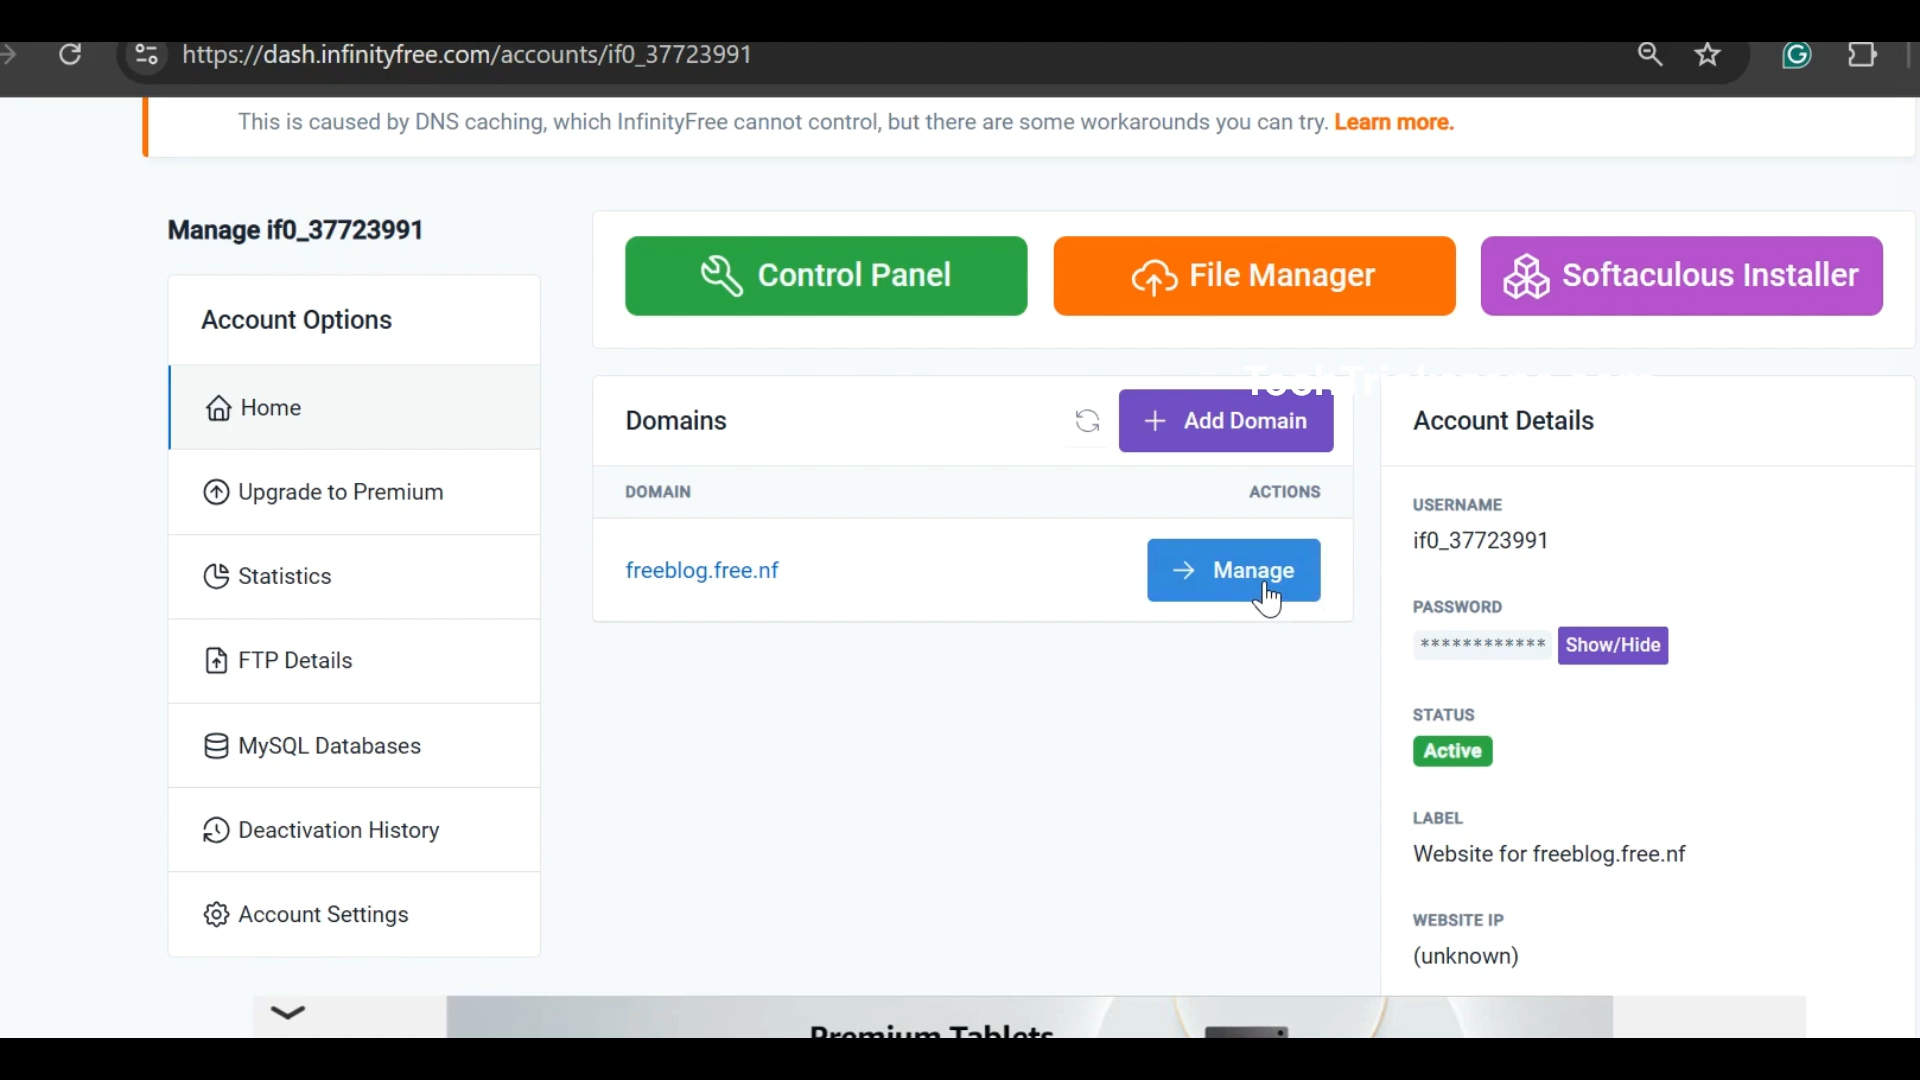 https://dash.infinityfree.com/accounts/if0_37723991
This is caused by DNS caching, which InfinityFree cannot control, but there are some workarounds you can try. Learn more.
Manage if0_37723991
Control Panel
File Manager
Softaculous Installer
Account Options
Home
Upgrade to Premium
Statistics
FTP Details
MySQL Databases
Deactivation History
Account Settings
Domains
+ Add Domain
DOMAIN
ACTIONS
freeblog.free.nf
→ Manage
Account Details
USERNAME
if0_37723991
PASSWORD
************
Show/Hide
STATUS
Active
LABEL
Website for freeblog.free.nf
WEBSITE IP
(unknown)
Premium Tablets